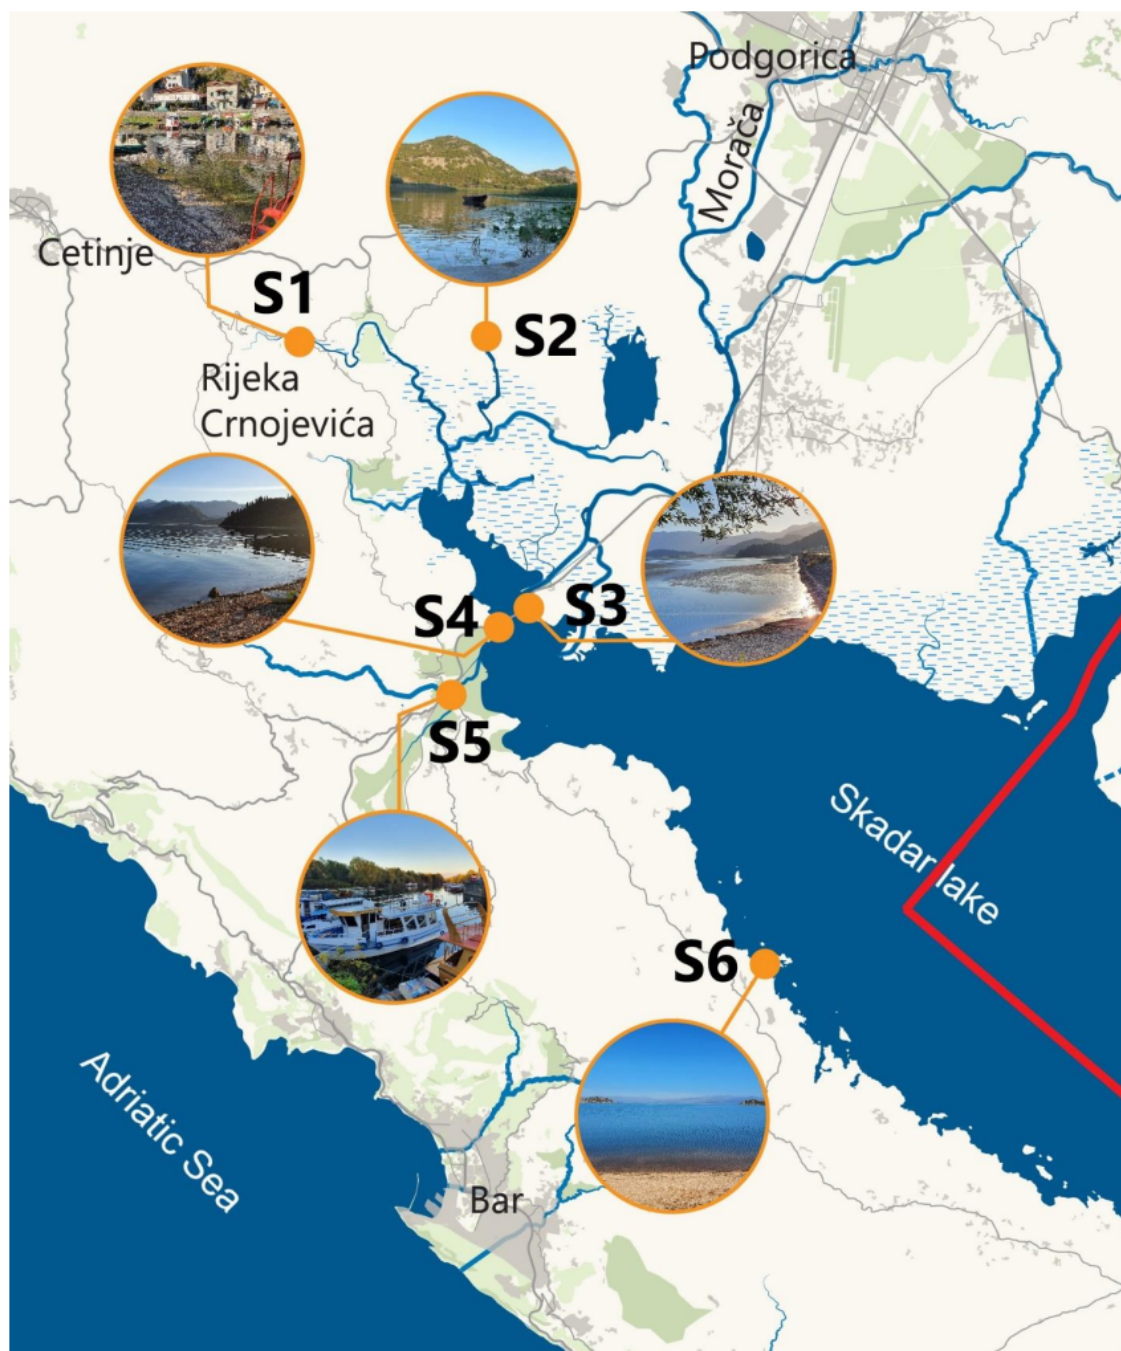 Podgorica
Morača
Cetinje
S1
S2
Rijeka
Crnojevića
S4
S3
S5
Skadar lake
S6
Adriatic Sea
Bar